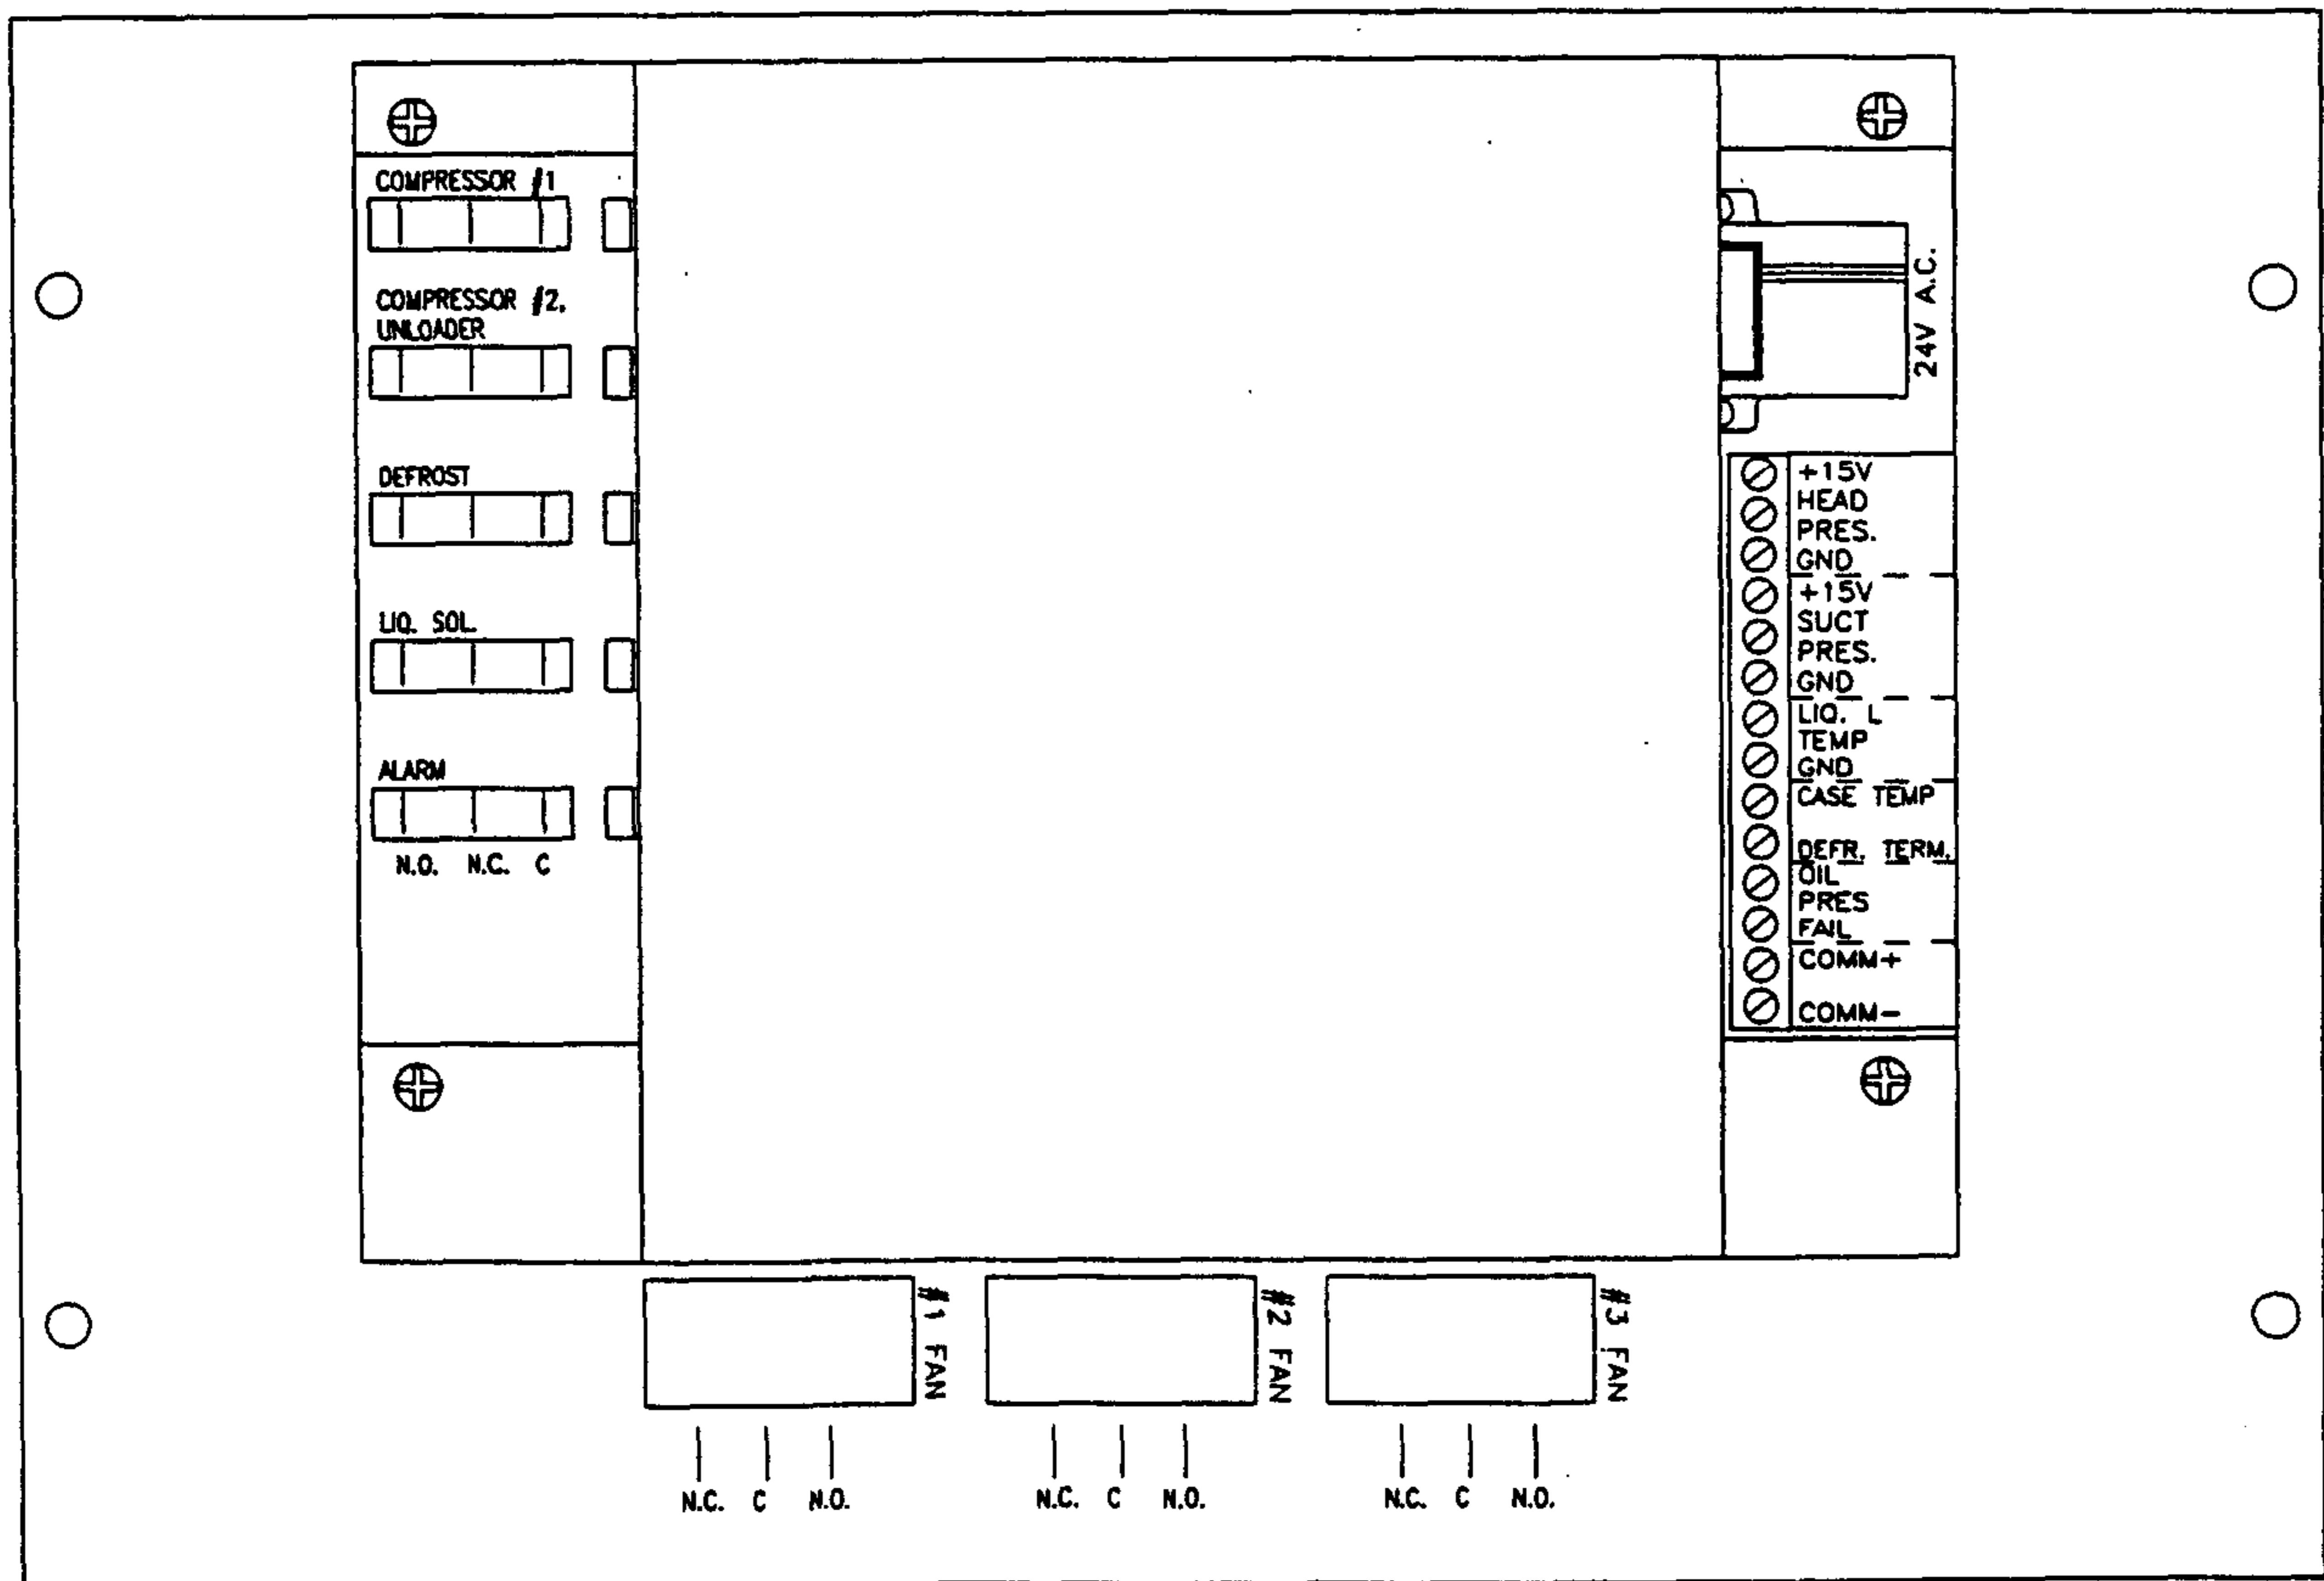 COMPRESSOR #1
COMPRESSOR #2,
UNLOADER
DEFROST
LIQ. SOL.
ALARM
N.O. N.C. C
24V A.C.
+15V
HEAD
PRES.
GND
+15V
SUCT
PRES.
GND
LIQ. L
TEMP
GND
CASE TEMP
DEFR. TERM.
OIL
PRES
FAIL
COMM+
COMM-
#1 FAN
#2 FAN
#3 FAN
N.C. C N.O.
N.C. C N.O.
N.C. C N.O.